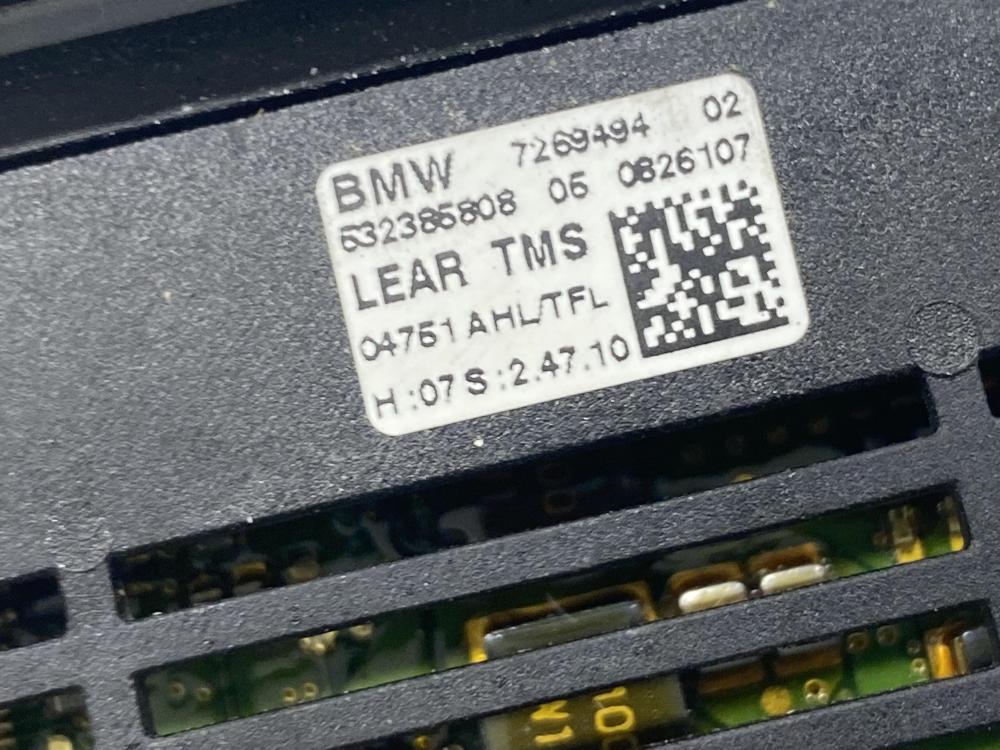 BMW 7269494 02
632385808 06 0826107
LEAR TMS
04751 AHL/TFL
H :07 S :2.47.10